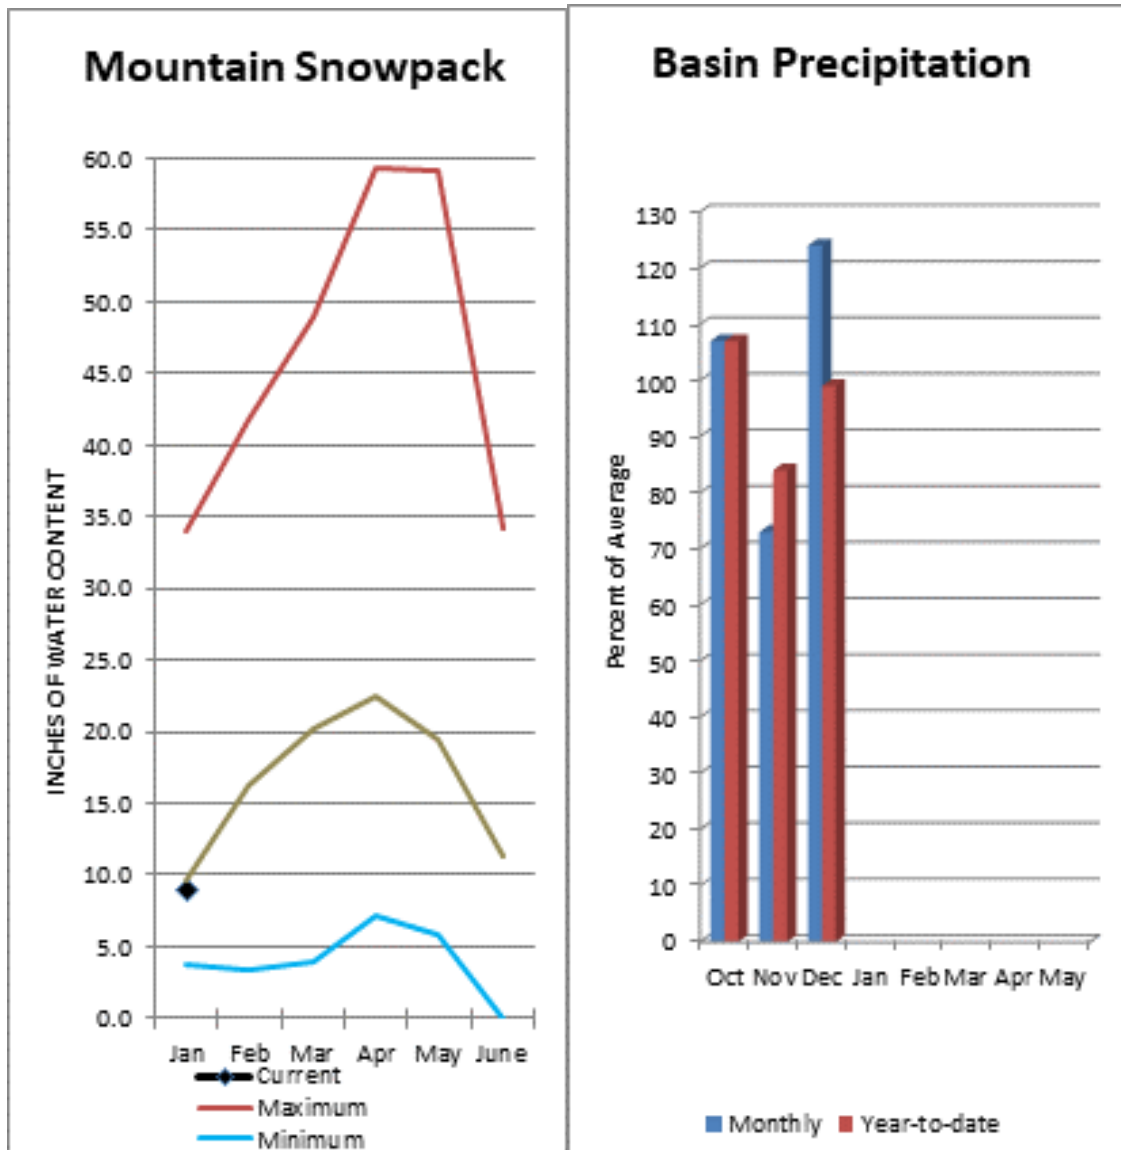 Mountain Snowpack
60.0
55.0
50.0
45.0
40.0
35.0
30.0
25.0
20.0
15.0
10.0
5.0
0.0
INCHES OF WATER CONTENT
Jan Feb Mar Apr May June
Current
Maximum
Minimum
Basin Precipitation
130
120
110
100
90
80
70
60
50
40
30
20
10
0
Percent of Average
Oct Nov Dec Jan Feb Mar Apr May
Monthly Year-to-date